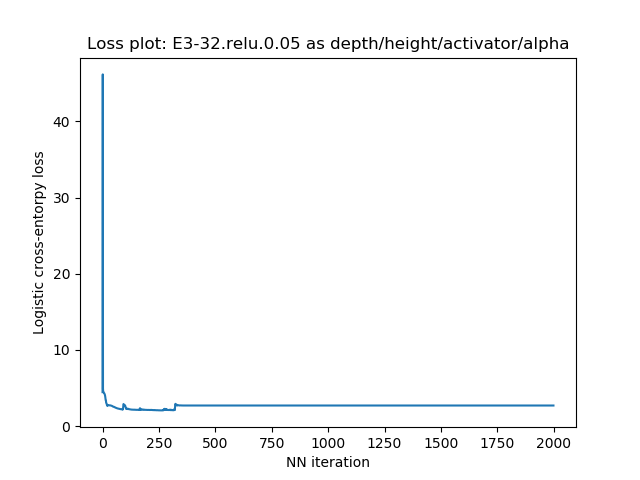 Loss plot: E3-32.relu.0.05 as depth/height/activator/alpha
Logistic cross-entorpy loss
40
30
20
10
0
0 250 500 750 1000 1250 1500 1750 2000
NN iteration